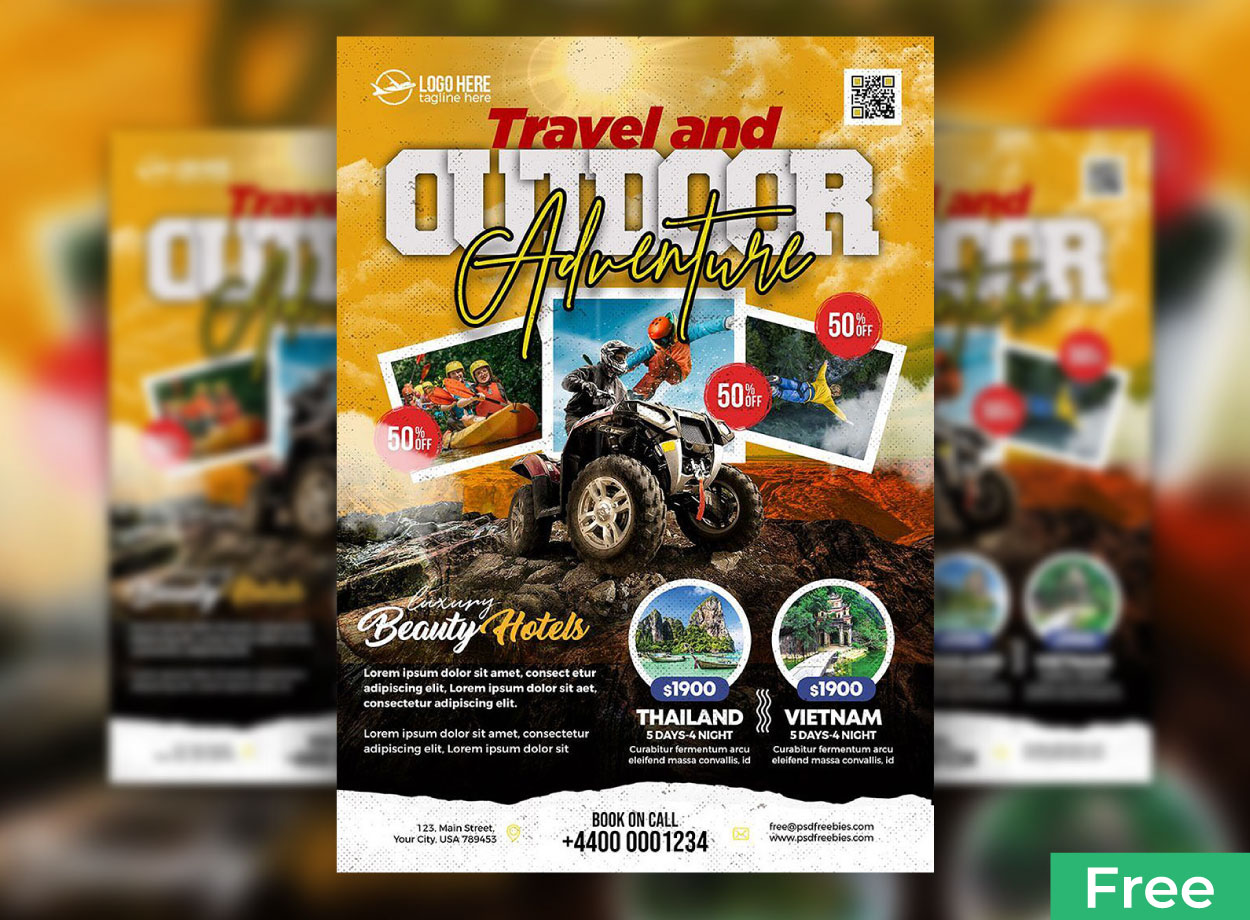 LOGO HERE
tagline here
Travel and
OUTDOOR
Adventure
50% OFF
50% OFF
50% OFF
luxury
Beauty Hotels
Lorem ipsum dolor sit amet, consect etur
adipiscing elit, Lorem ipsum dolor sit aet,
consectetur adipiscing elit.
Lorem ipsum dolor sit amet, consectetur
adipiscing elit, Lorem ipsum dolor sit
$1900
THAILAND
5 DAYS-4 NIGHT
Curabitur fermentum arcu
eleifend massa convallis, id
$1900
VIETNAM
5 DAYS-4 NIGHT
Curabitur fermentum arcu
eleifend massa convallis, id
123, Main Street,
Your City, USA 789453
BOOK ON CALL
+4400 0001234
free@psdfreebies.com
www.psdfreebies.com
Free